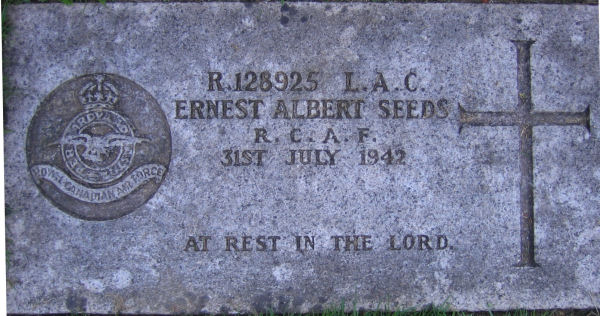 R.128925 L.A.C.
ERNEST ALBERT SEEDS
R.C.A.F.
31ST JULY 1942
ROYAL CANADIAN AIR FORCE
AT REST IN THE LORD.